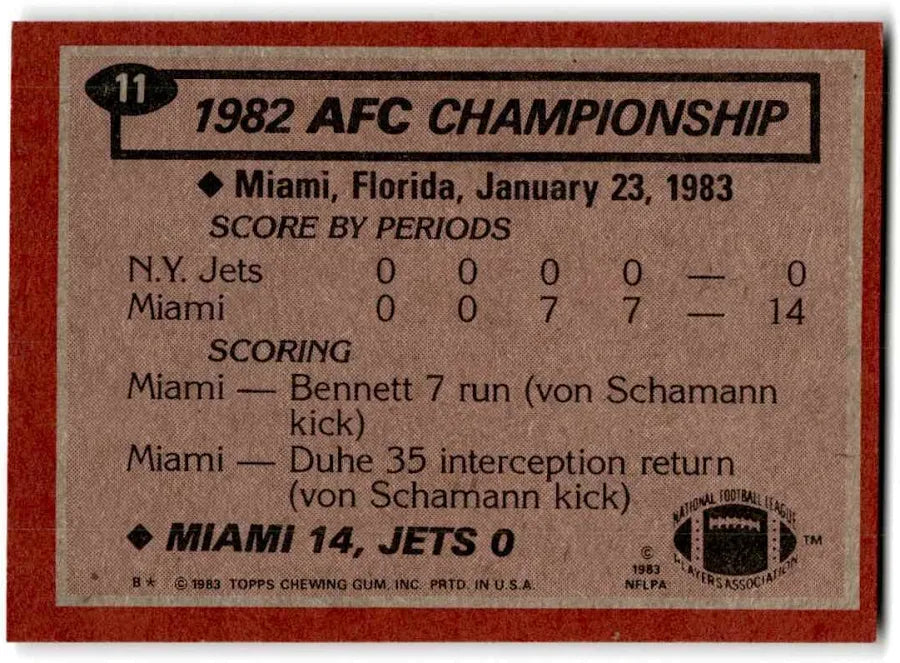 11
1982 AFC CHAMPIONSHIP
◆ Miami, Florida, January 23, 1983
SCORE BY PERIODS
N.Y. Jets 0 0 0 0 — 0
Miami 0 0 7 7 — 14
SCORING
Miami — Bennett 7 run (von Schamann
kick)
Miami — Duhe 35 interception return
(von Schamann kick)
◆ MIAMI 14, JETS 0
NATIONAL FOOTBALL LEAGUE
PLAYERS ASSOCIATION
TM
©
1983
NFLPA
B* © 1983 TOPPS CHEWING GUM, INC. PRTD. IN U.S.A.